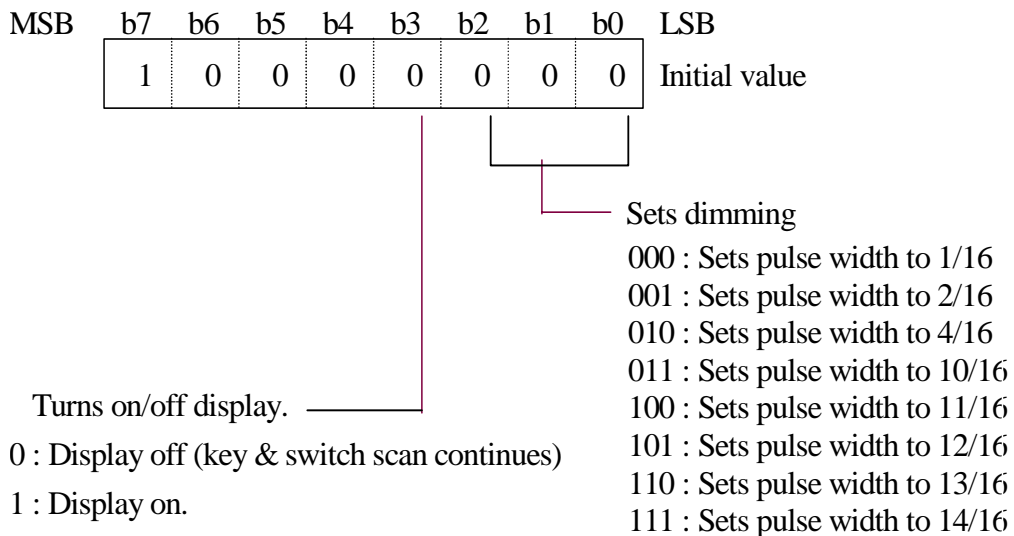 MSB b7 b6 b5 b4 b3 b2 b1 b0 LSB
1 0 0 0 0 0 0 0 Initial value
Sets dimming
000 : Sets pulse width to 1/16
001 : Sets pulse width to 2/16
010 : Sets pulse width to 4/16
011 : Sets pulse width to 10/16
100 : Sets pulse width to 11/16
101 : Sets pulse width to 12/16
110 : Sets pulse width to 13/16
111 : Sets pulse width to 14/16
Turns on/off display.
0 : Display off (key & switch scan continues)
1 : Display on.